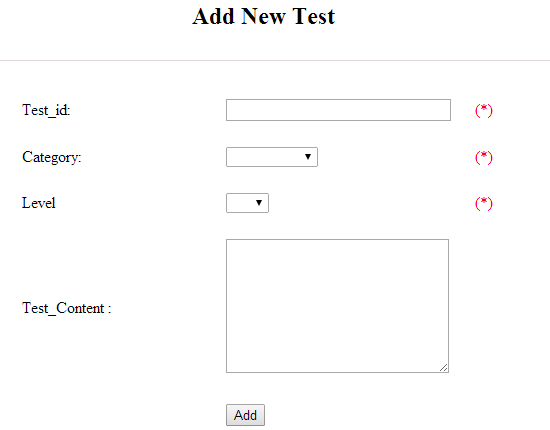 Add New Test
Test_id: (*)
Category: (*)
Level (*)
Test_Content :
Add